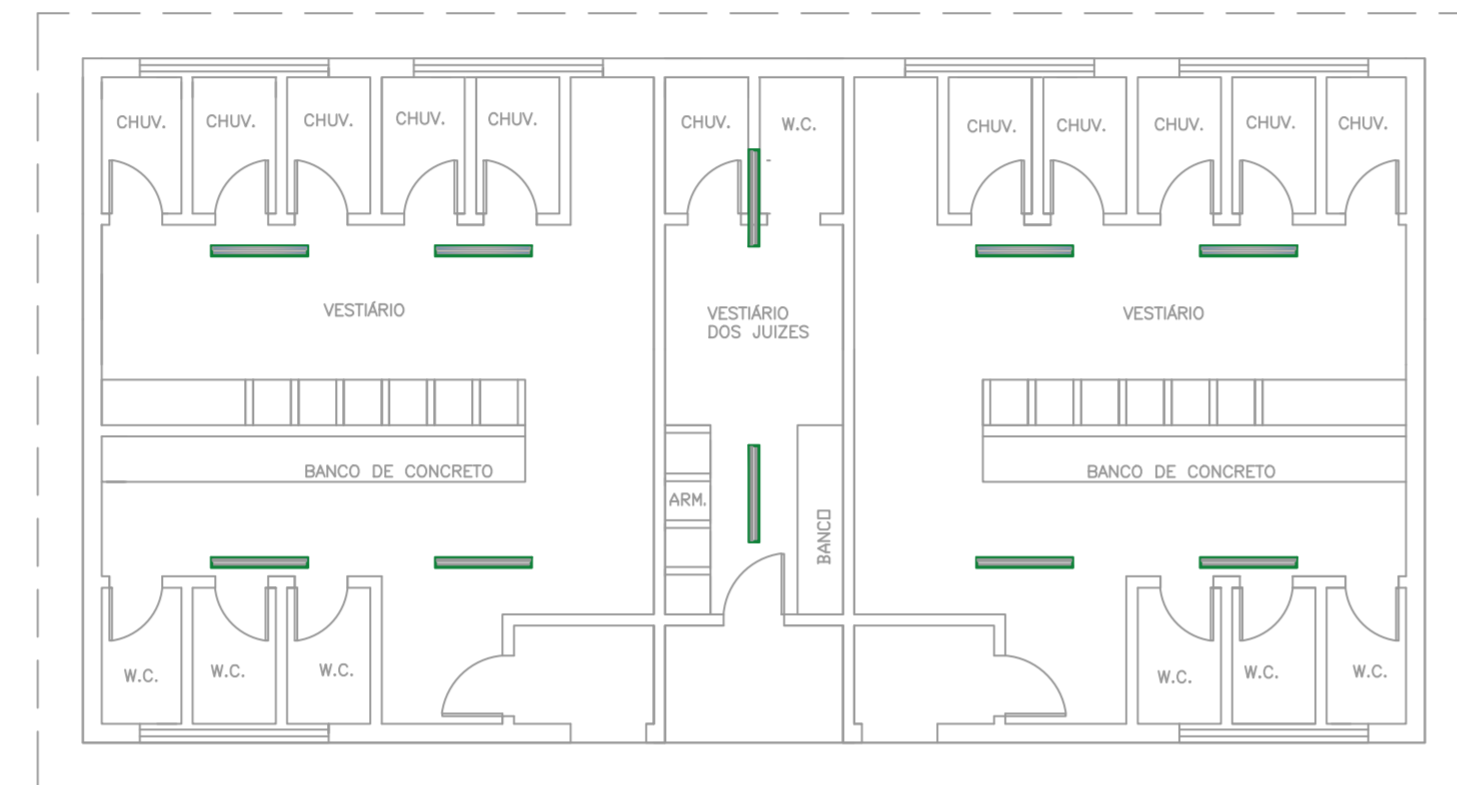 CHUV.
CHUV.
CHUV.
CHUV.
CHUV.
CHUV.
W.C.
CHUV.
CHUV.
CHUV.
CHUV.
CHUV.
VESTIÁRIO
VESTIÁRIO
DOS JUIZES
VESTIÁRIO
BANCO DE CONCRETO
ARM.
BANCO
BANCO DE CONCRETO
W.C.
W.C.
W.C.
W.C.
W.C.
W.C.